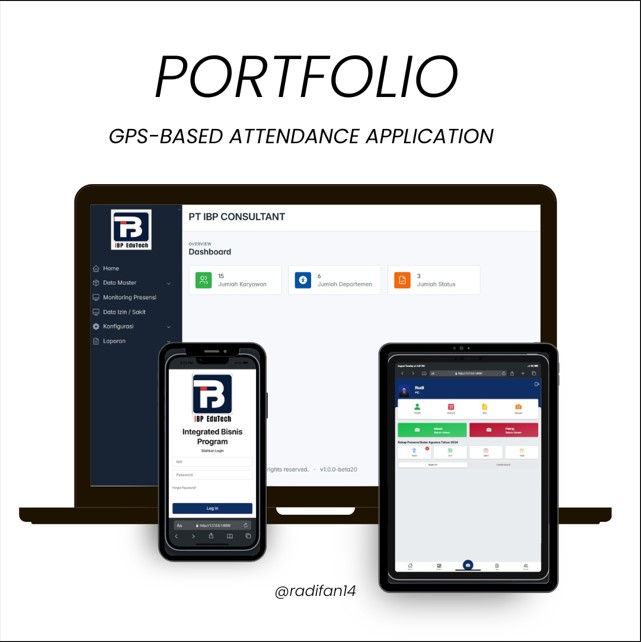 PORTFOLIO
GPS-BASED ATTENDANCE APPLICATION
IBP EduTech
PT IBP CONSULTANT
OVERVIEW
Dashboard
15
Jumlah Karyawan
6
Jumlah Departemen
3
Jumlah Status
Home
Data Master
Monitoring Presensi
Data Izin / Sakit
Konfigurasi
Laporan
rights reserved. · v1.0.0-beta20
IBP EduTech
Integrated Bisnis
Program
Silahkan Login
Password
Forgot Password?
Log in
AA
Rudi
@radifan14